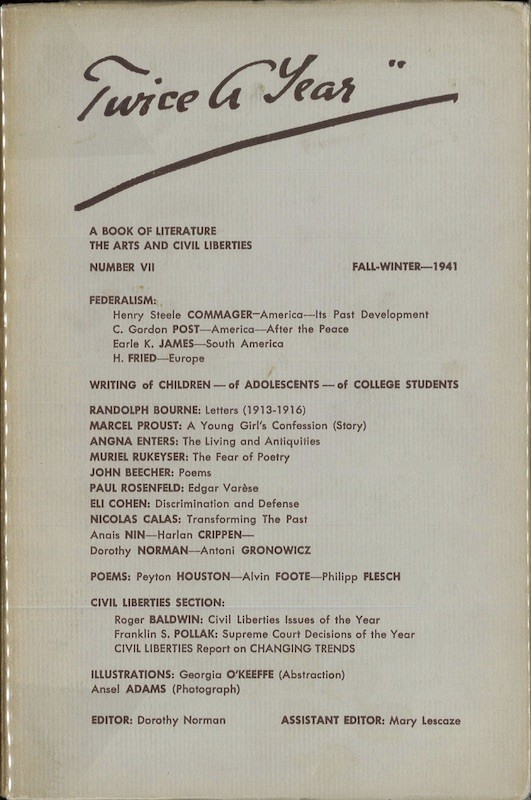 Twice A Year"
A BOOK OF LITERATURE
THE ARTS AND CIVIL LIBERTIES
NUMBER VII FALL-WINTER—1941
FEDERALISM:
Henry Steele COMMAGER—America—Its Past Development
C. Gordon POST—America—After the Peace
Earle K. JAMES—South America
H. FRIED—Europe
WRITING of CHILDREN — of ADOLESCENTS — of COLLEGE STUDENTS
RANDOLPH BOURNE: Letters (1913-1916)
MARCEL PROUST: A Young Girl's Confession (Story)
ANGNA ENTERS: The Living and Antiquities
MURIEL RUKEYSER: The Fear of Poetry
JOHN BEECHER: Poems
PAUL ROSENFELD: Edgar Varèse
ELI COHEN: Discrimination and Defense
NICOLAS CALAS: Transforming The Past
Anais NIN—Harlan CRIPPEN—
Dorothy NORMAN—Antoni GRONOWICZ
POEMS: Peyton HOUSTON—Alvin FOOTE—Philipp FLESCH
CIVIL LIBERTIES SECTION:
Roger BALDWIN: Civil Liberties Issues of the Year
Franklin S. POLLAK: Supreme Court Decisions of the Year
CIVIL LIBERTIES Report on CHANGING TRENDS
ILLUSTRATIONS: Georgia O'KEEFFE (Abstraction)
Ansel ADAMS (Photograph)
EDITOR: Dorothy Norman ASSISTANT EDITOR: Mary Lescaze